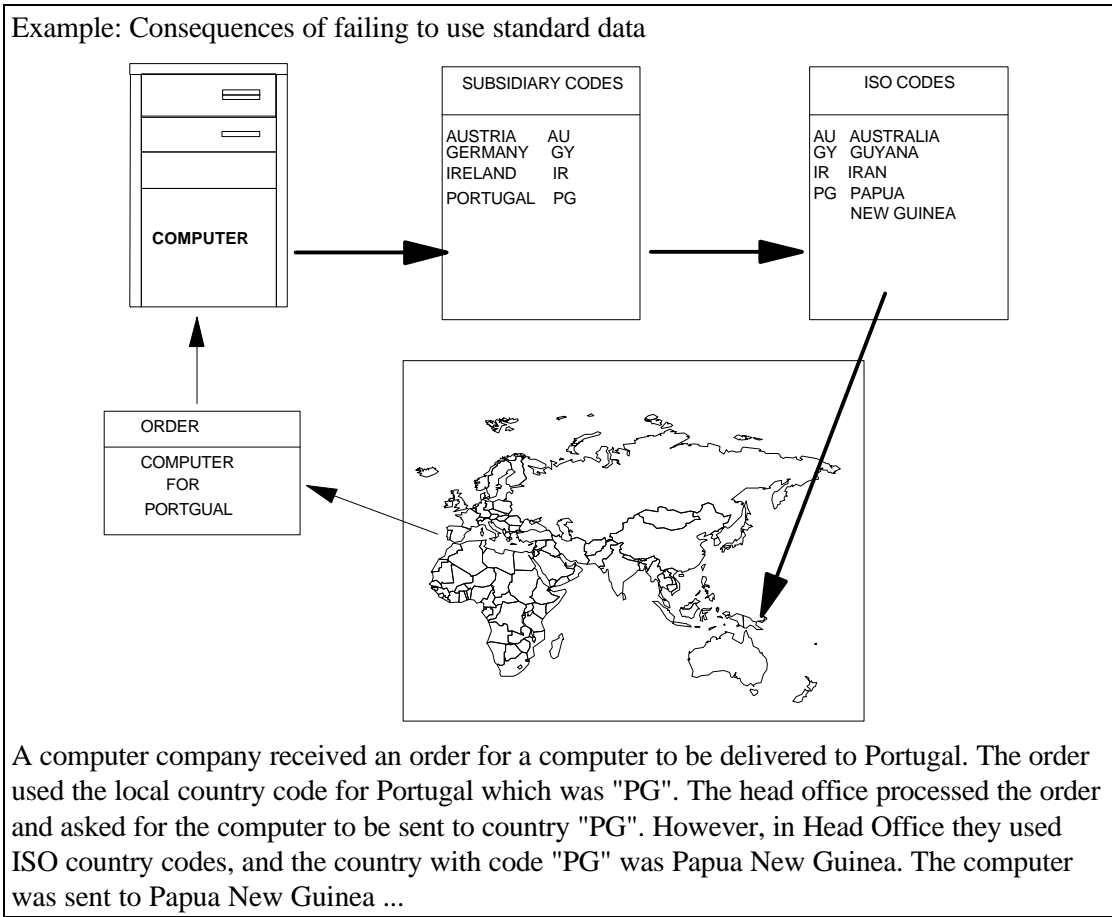 Example: Consequences of failing to use standard data
COMPUTER
SUBSIDIARY CODES
AUSTRIA AU
GERMANY GY
IRELAND IR
PORTUGAL PG
ISO CODES
AU AUSTRALIA
GY GUYANA
IR IRAN
PG PAPUA
NEW GUINEA
ORDER
COMPUTER
FOR
PORTGUAL
A computer company received an order for a computer to be delivered to Portugal. The order
used the local country code for Portugal which was "PG". The head office processed the order
and asked for the computer to be sent to country "PG". However, in Head Office they used
ISO country codes, and the country with code "PG" was Papua New Guinea. The computer
was sent to Papua New Guinea ...